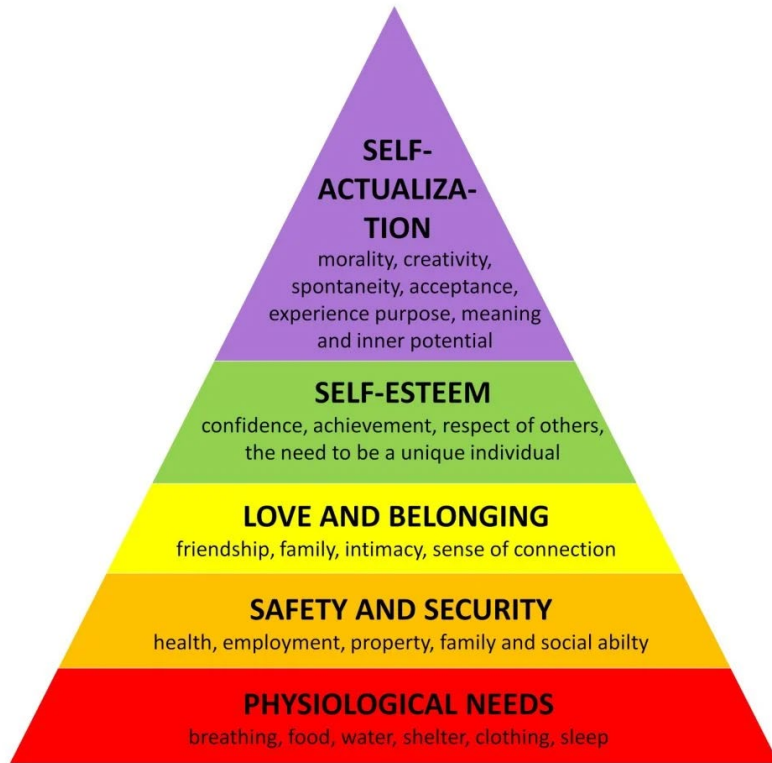 SELF-
ACTUALIZA-
TION
morality, creativity,
spontaneity, acceptance,
experience purpose, meaning
and inner potential
SELF-ESTEEM
confidence, achievement, respect of others,
the need to be a unique individual
LOVE AND BELONGING
friendship, family, intimacy, sense of connection
SAFETY AND SECURITY
health, employment, property, family and social abilty
PHYSIOLOGICAL NEEDS
breathing, food, water, shelter, clothing, sleep